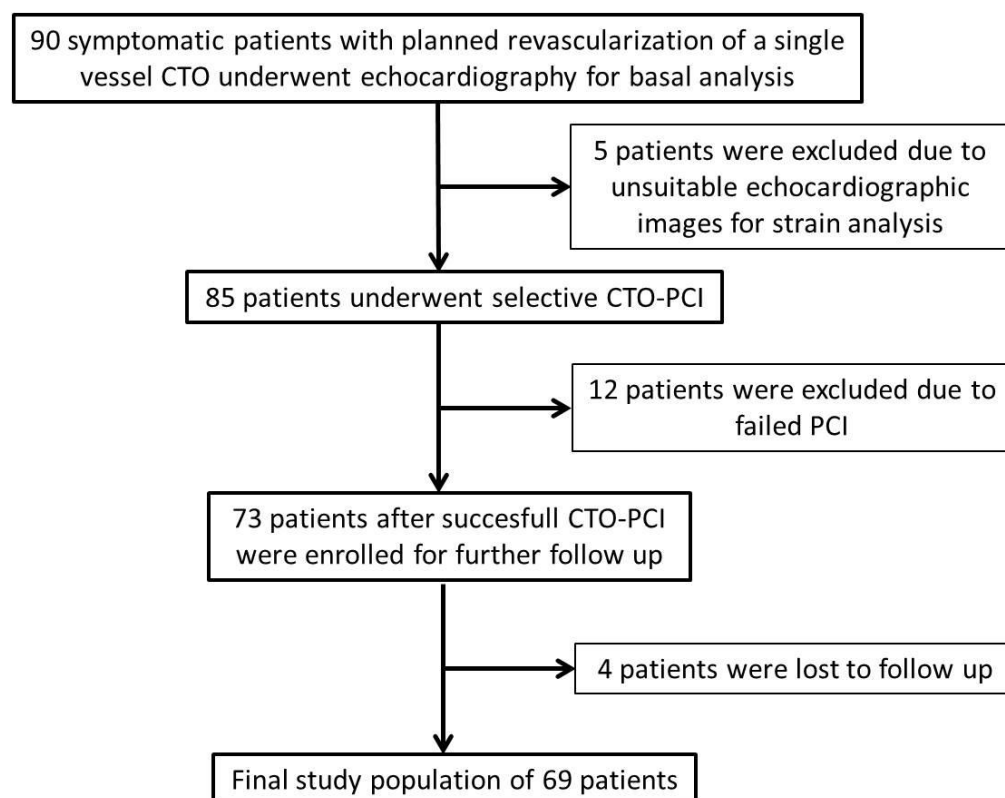 90 symptomatic patients with planned revascularization of a single
vessel CTO underwent echocardiography for basal analysis
5 patients were excluded due to
unsuitable echocardiographic
images for strain analysis
85 patients underwent selective CTO-PCI
12 patients were excluded due to
failed PCI
73 patients after succesfull CTO-PCI
were enrolled for further follow up
4 patients were lost to follow up
Final study population of 69 patients